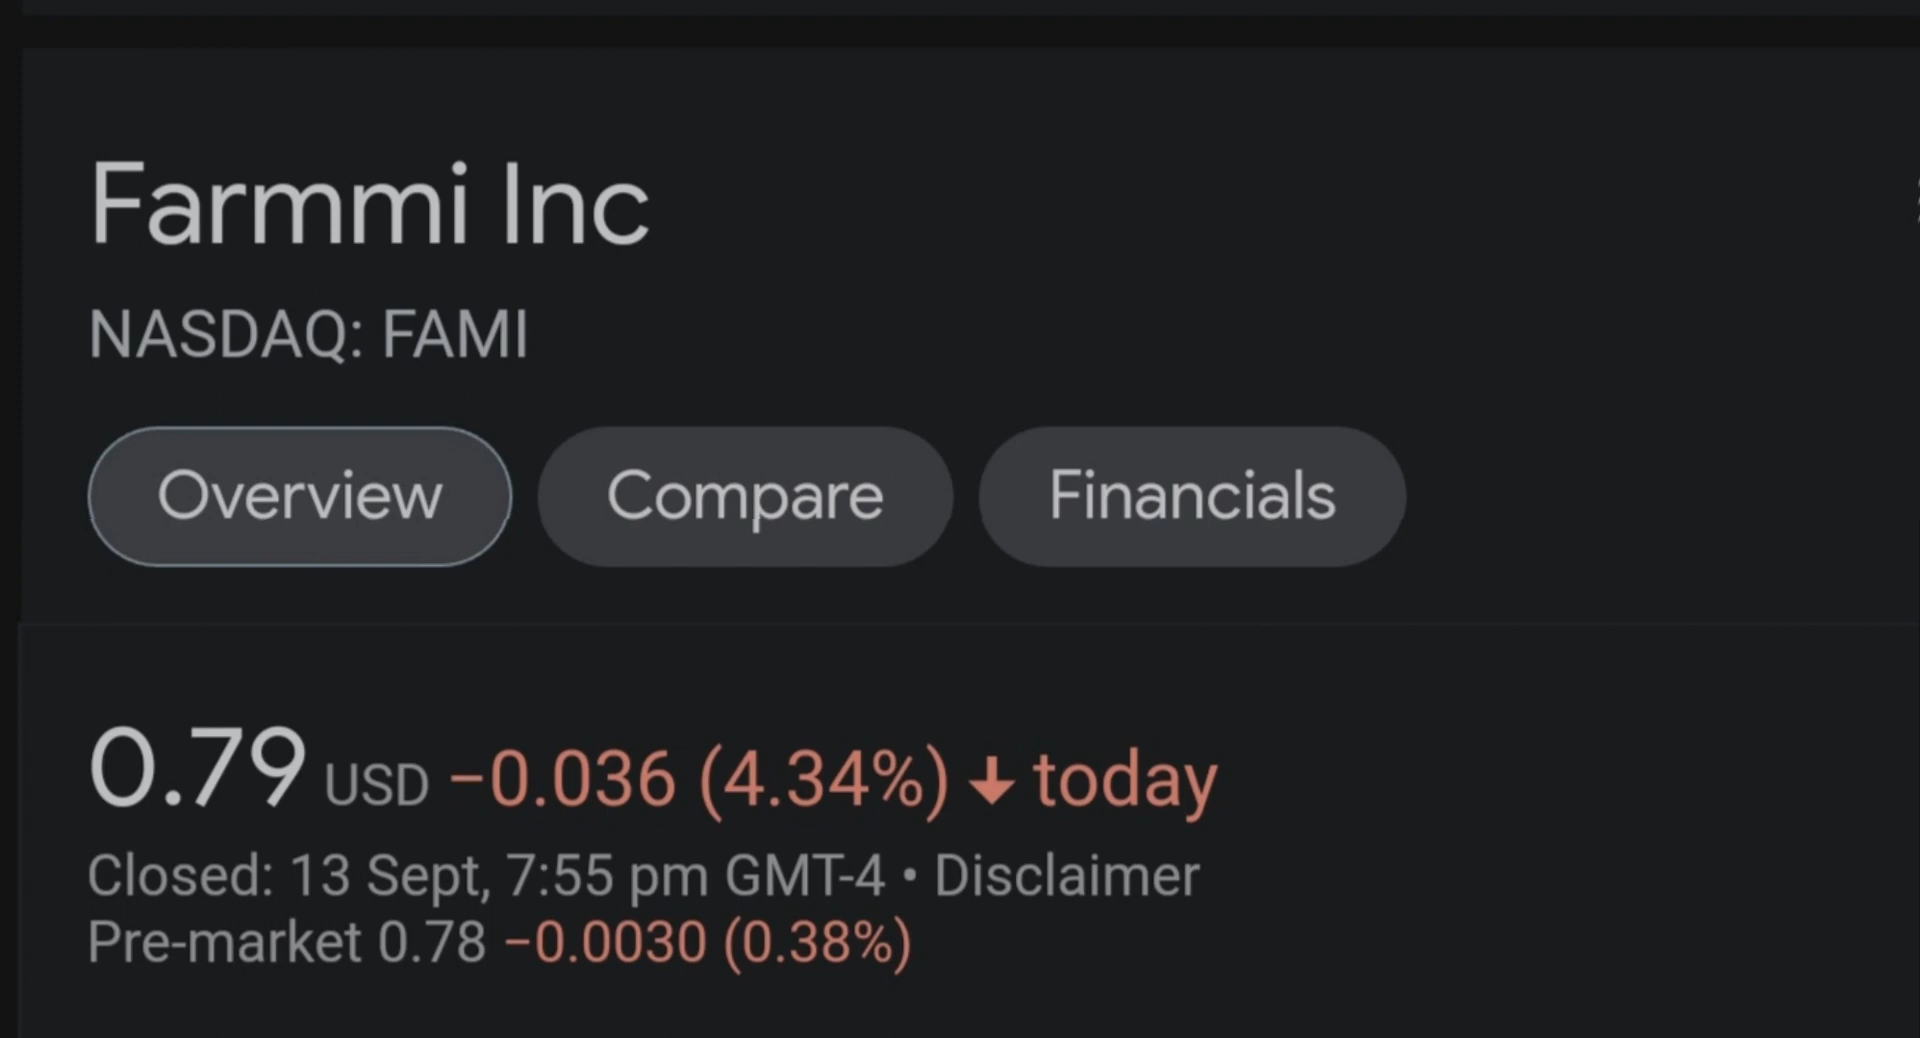 Farmmi Inc
NASDAQ: FAMI
Overview Compare Financials
0.79 USD −0.036 (4.34%) ↓ today
Closed: 13 Sept, 7:55 pm GMT-4 • Disclaimer
Pre-market 0.78 −0.0030 (0.38%)